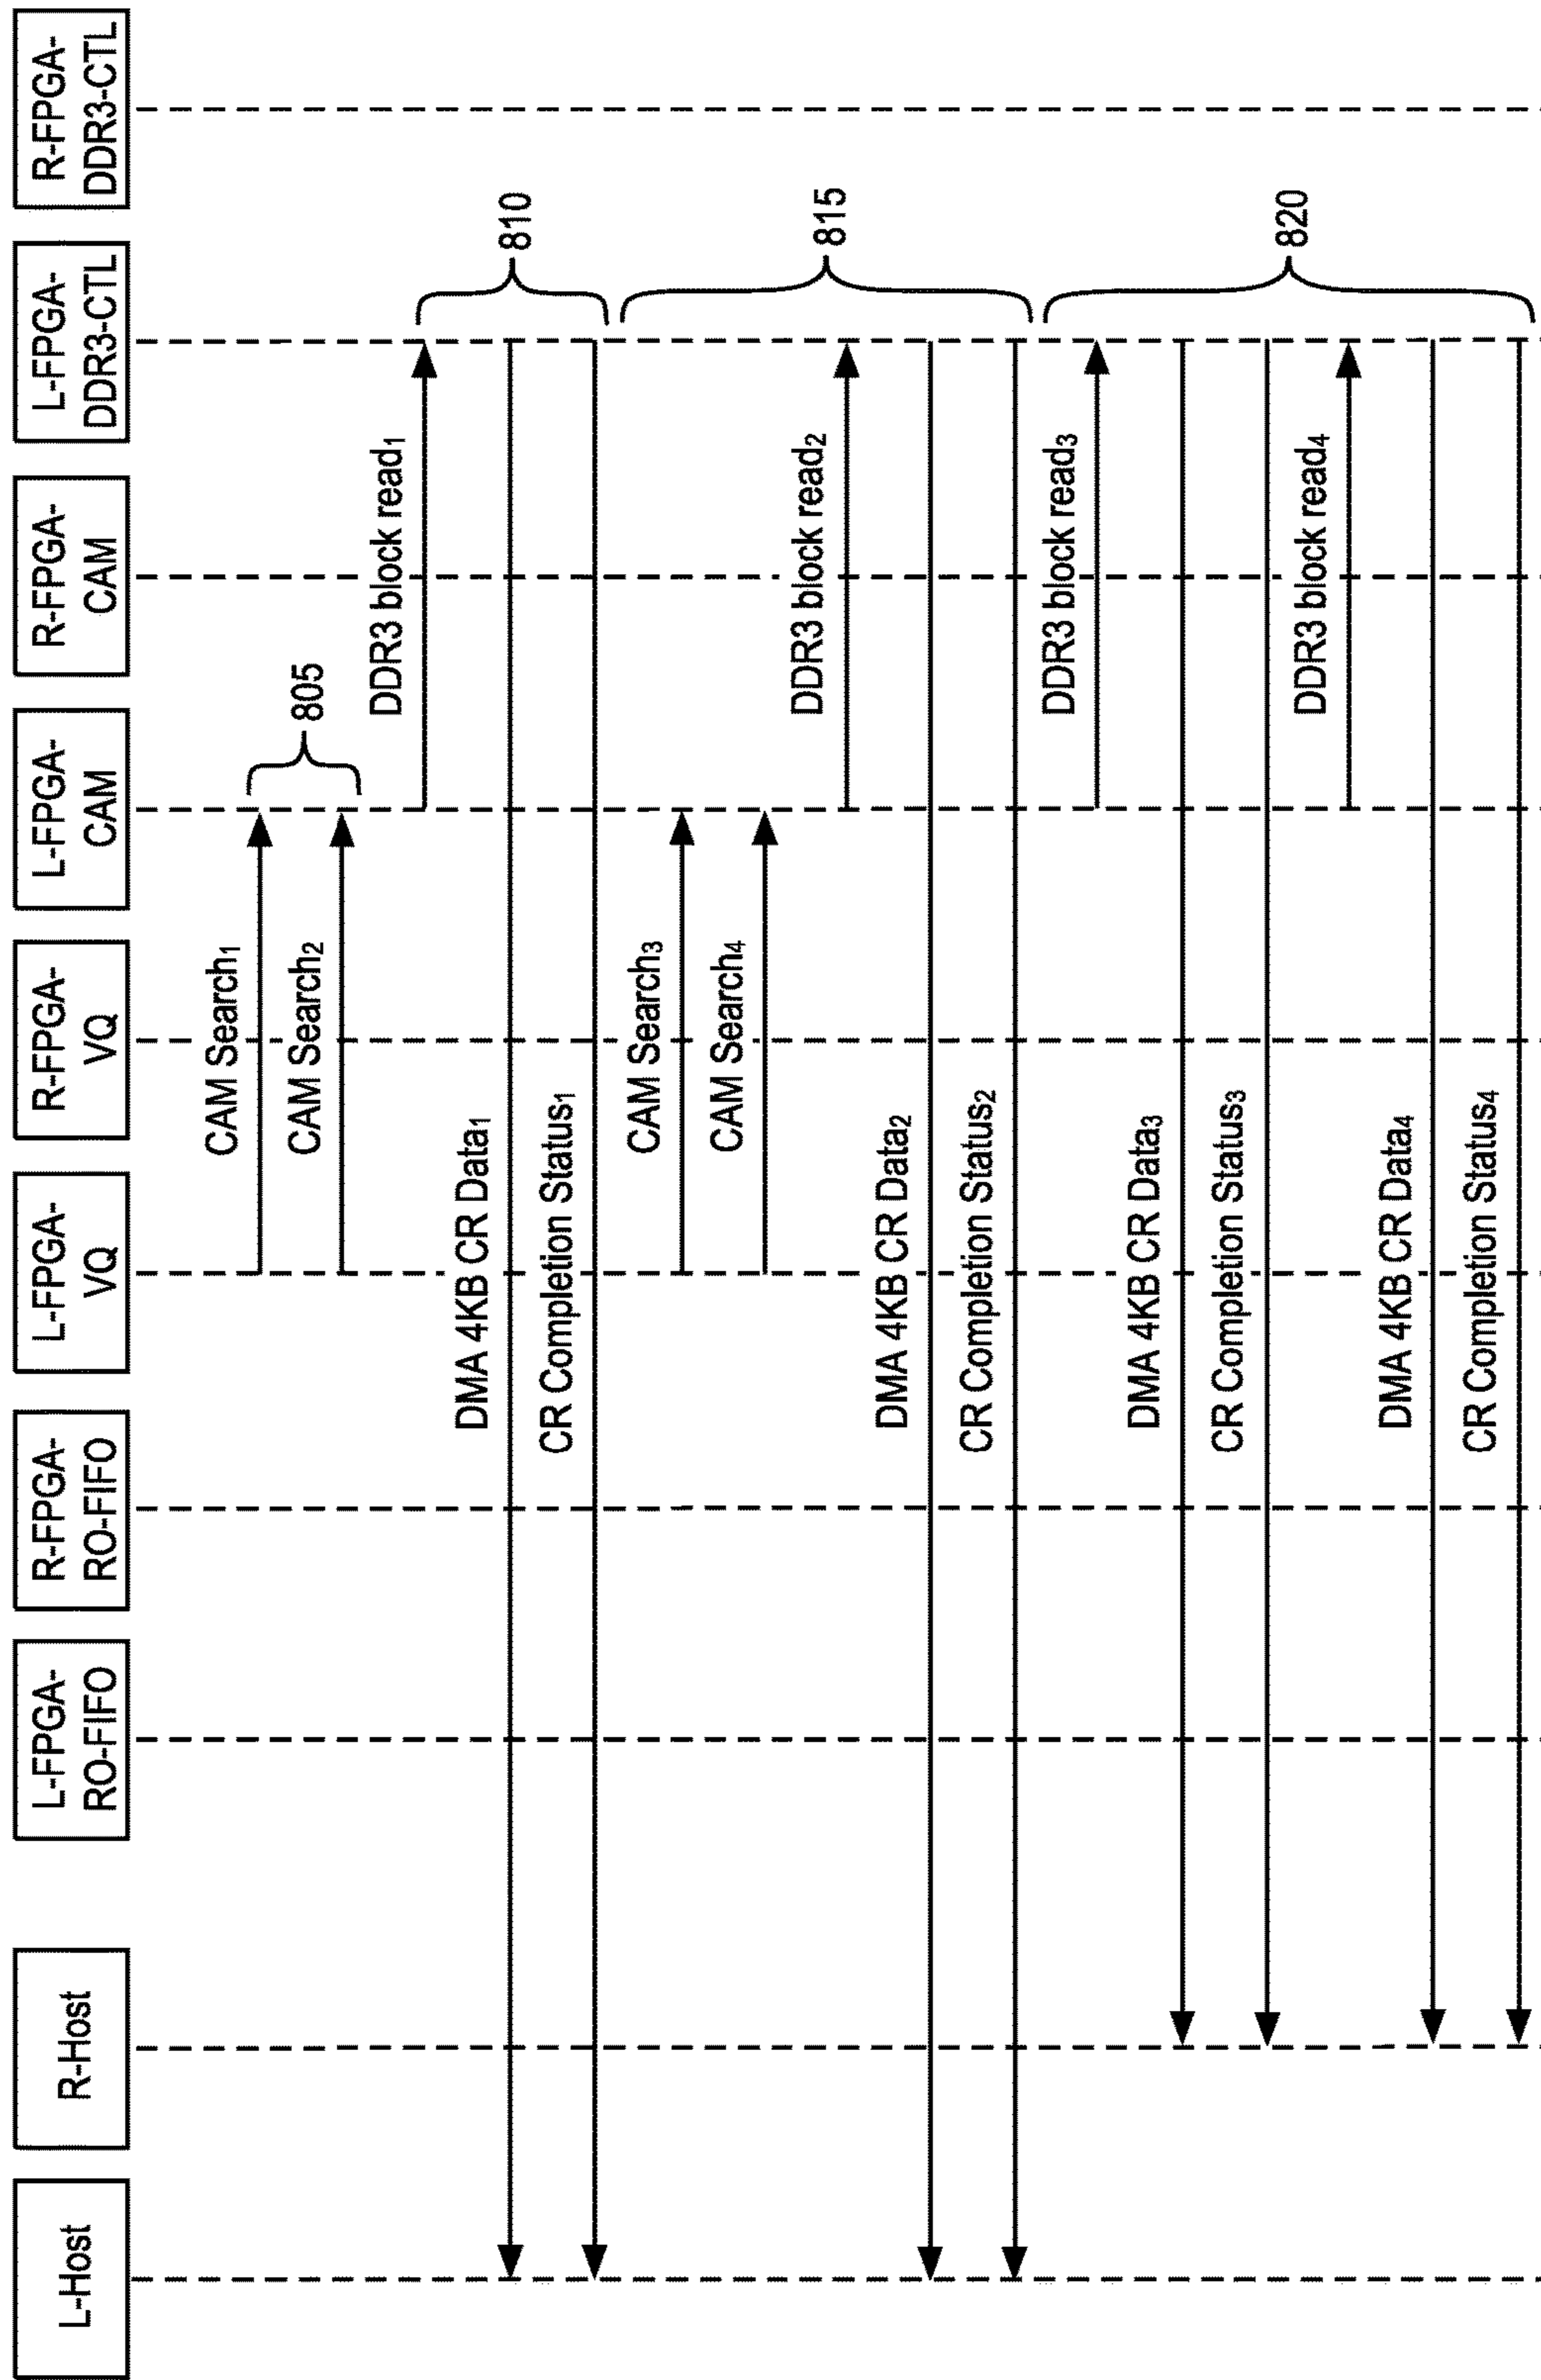 L-Host
R-Host
L-FPGA-
RO-FIFO
R-FPGA-
RO-FIFO
L-FPGA-
VQ
R-FPGA-
VQ
L-FPGA-
CAM
R-FPGA-
CAM
L-FPGA-
DDR3-CTL
R-FPGA-
DDR3-CTL
CAM Search₁
CAM Search₂
805
DDR3 block read₁
DMA 4KB CR Data₁
810
CR Completion Status₁
CAM Search₃
CAM Search₄
DDR3 block read₂
815
DMA 4KB CR Data₂
CR Completion Status₂
DDR3 block read₃
DMA 4KB CR Data₃
CR Completion Status₃
820
DDR3 block read₄
DMA 4KB CR Data₄
CR Completion Status₄